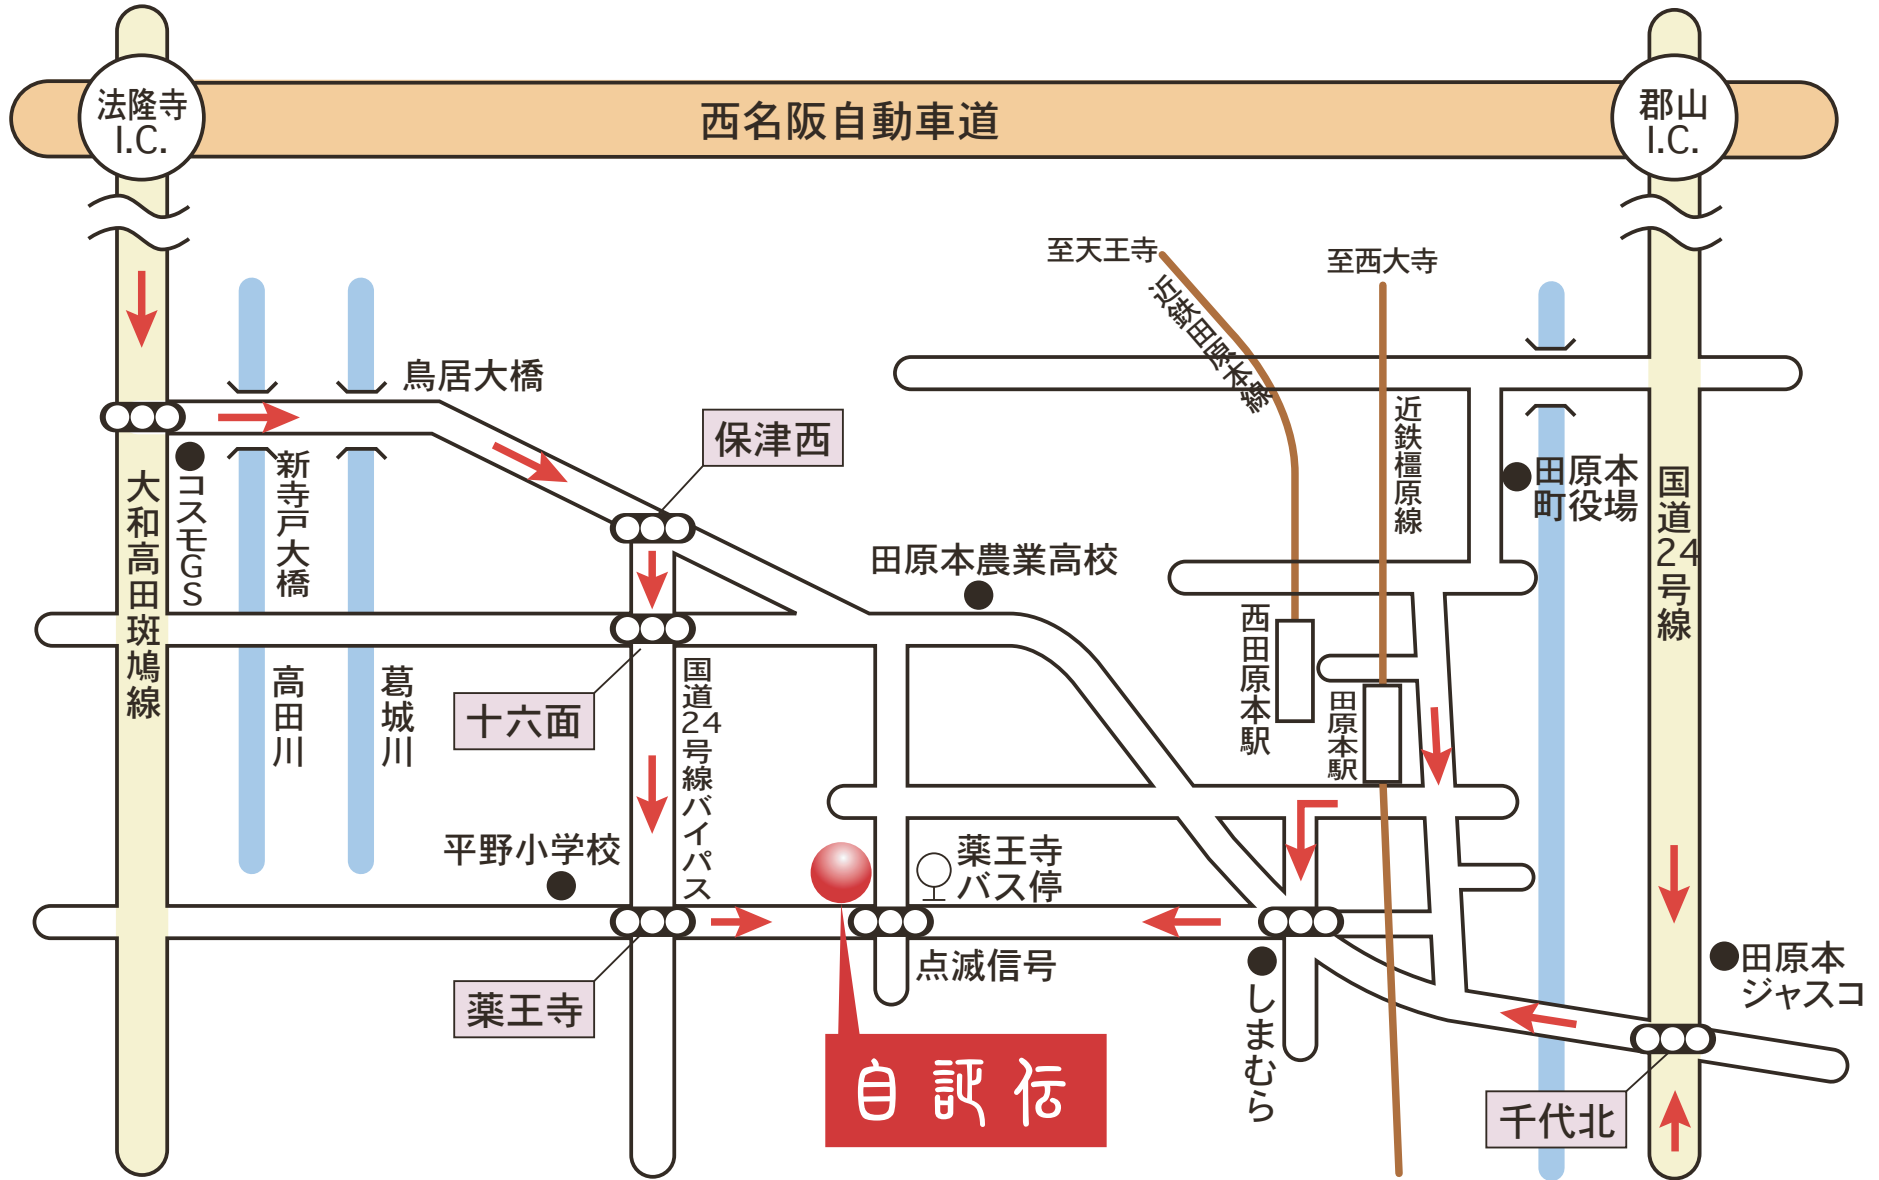 法隆寺
I.C.
西名阪自動車道
郡山
I.C.
至天王寺
至西大寺
近鉄田原本線
鳥居大橋
保津西
近鉄橿原線
田原本
町役場
国道24号線
大和高田斑鳩線
コスモGS
新寺戸大橋
田原本農業高校
西田原本駅
田原本駅
高田川
葛城川
十六面
国道24号線バイパス
平野小学校
薬王寺
バス停
点滅信号
薬王寺
しまむら
田原本
ジャスコ
千代北